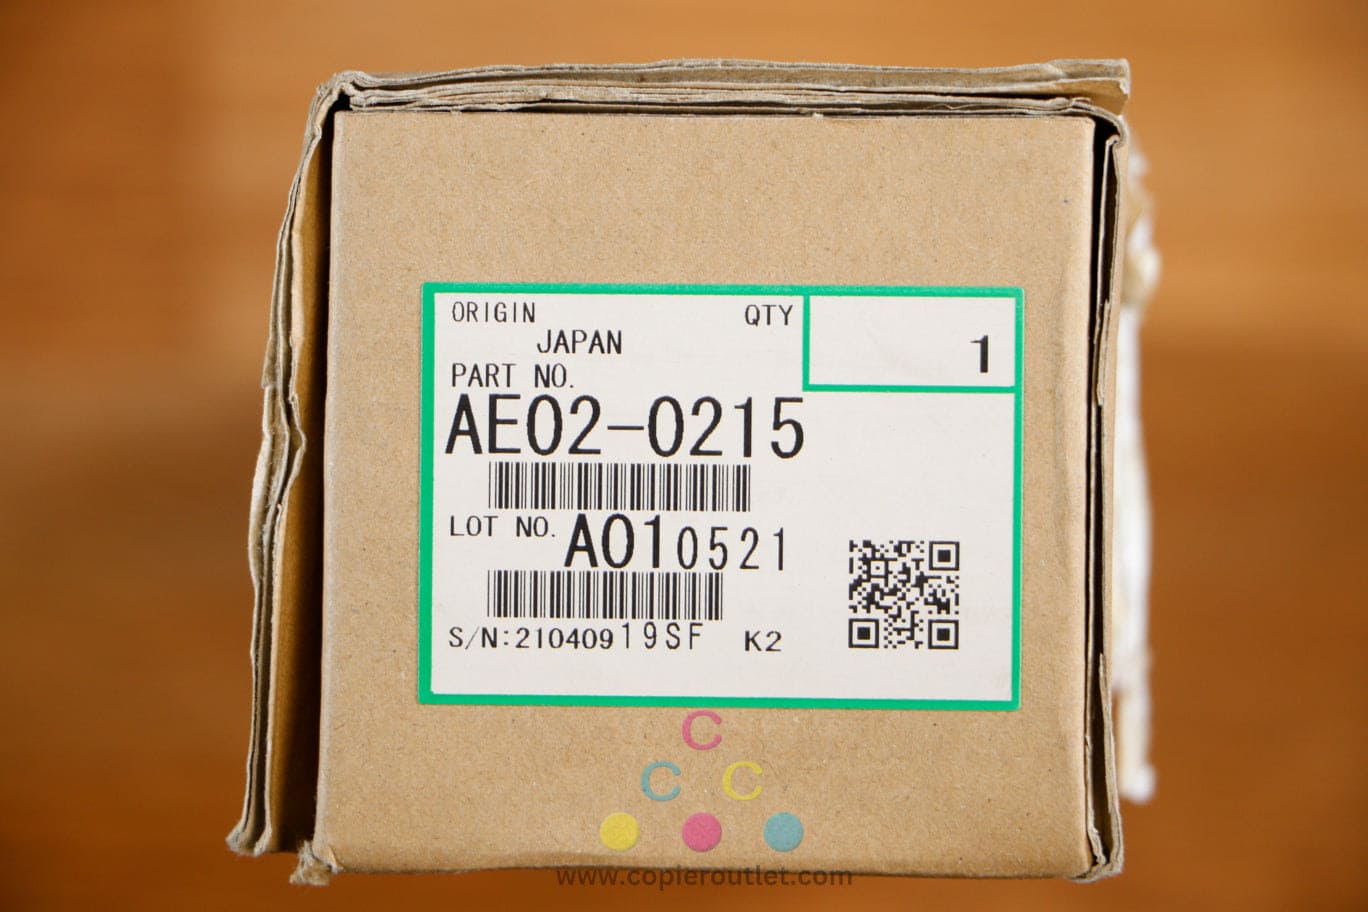 ORIGIN QTY
JAPAN 1
PART NO.
AE02-0215
LOT NO. A010521
S/N:21040919SF K2
C
C C
www.copieroutlet.com